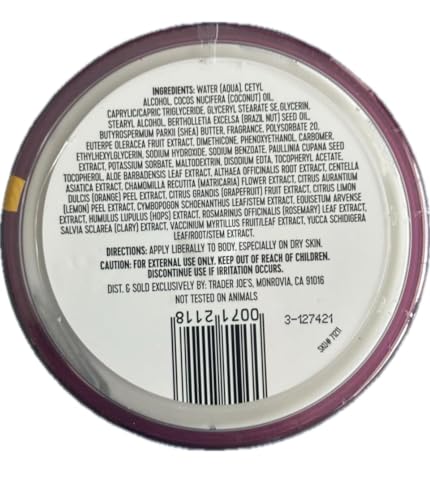 INGREDIENTS: WATER (AQUA), CETYL
ALCOHOL, COCOS NUCIFERA (COCONUT) OIL,
CAPRYLIC/CAPRIC TRIGLYCERIDE, GLYCERYL STEARATE SE, GLYCERIN,
STEARYL ALCOHOL, BERTHOLLETIA EXCELSA (BRAZIL NUT) SEED OIL,
BUTYROSPERMUM PARKII (SHEA) BUTTER, FRAGRANCE, POLYSORBATE 20,
EUTERPE OLERACEA FRUIT EXTRACT, DIMETHICONE, PHENOXYETHANOL, CARBOMER,
ETHYLHEXYLGLYCERIN, SODIUM HYDROXIDE, SODIUM BENZOATE, PAULLINIA CUPANA SEED
EXTRACT, POTASSIUM SORBATE, MALTODEXTRIN, DISODIUM EDTA, TOCOPHERYL ACETATE,
TOCOPHEROL, ALOE BARBADENSIS LEAF EXTRACT, ALTHAEA OFFICINALIS ROOT EXTRACT, CENTELLA
ASIATICA EXTRACT, CHAMOMILLA RECUTITA (MATRICARIA) FLOWER EXTRACT, CITRUS AURANTIUM
DULCIS (ORANGE) PEEL EXTRACT, CITRUS GRANDIS (GRAPEFRUIT) FRUIT EXTRACT, CITRUS LIMON
(LEMON) PEEL EXTRACT, CYMBOPOGON SCHOENANTHUS LEAF/STEM EXTRACT, EQUISETUM ARVENSE
EXTRACT, HUMULUS LUPULUS (HOPS) EXTRACT, ROSMARINUS OFFICINALIS (ROSEMARY) LEAF EXTRACT,
SALVIA SCLAREA (CLARY) EXTRACT, VACCINIUM MYRTILLUS FRUIT/LEAF EXTRACT, YUCCA SCHIDIGERA
LEAF/ROOT/STEM EXTRACT.
DIRECTIONS: APPLY LIBERALLY TO BODY, ESPECIALLY ON DRY SKIN.
CAUTION: FOR EXTERNAL USE ONLY. KEEP OUT OF REACH OF CHILDREN.
DISCONTINUE USE IF IRRITATION OCCURS.
DIST. & SOLD EXCLUSIVELY BY: TRADER JOE'S, MONROVIA, CA 91016
NOT TESTED ON ANIMALS
0071 2118
3-127421
SKU# 71211